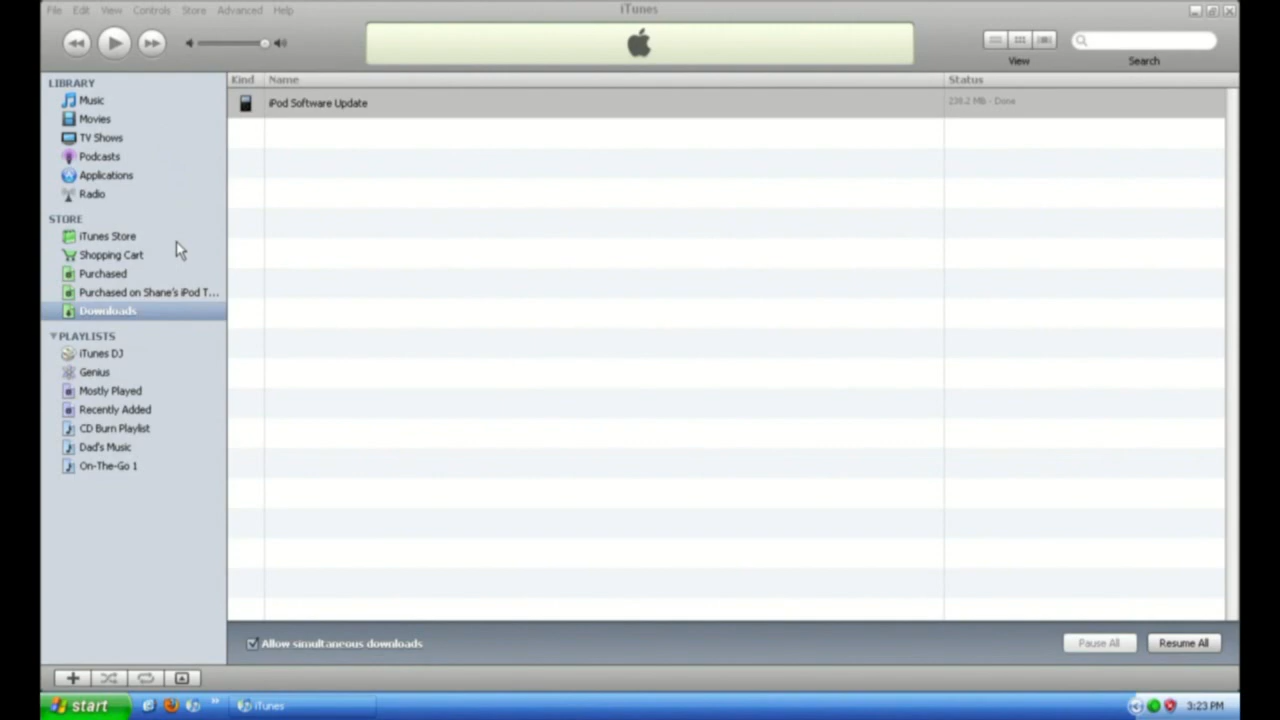 iTunes
File Edit View Controls Store Advanced Help
View
Search
LIBRARY
Music
Movies
TV Shows
Podcasts
Applications
Radio
STORE
iTunes Store
Shopping Cart
Purchased
Purchased on Shane's iPod T...
Downloads
PLAYLISTS
iTunes DJ
Genius
Mostly Played
Recently Added
CD Burn Playlist
Dad's Music
On-The-Go 1
Kind Name Status
iPod Software Update 238.2 MB - Done
Allow simultaneous downloads Pause All Resume All
start iTunes 3:23 PM